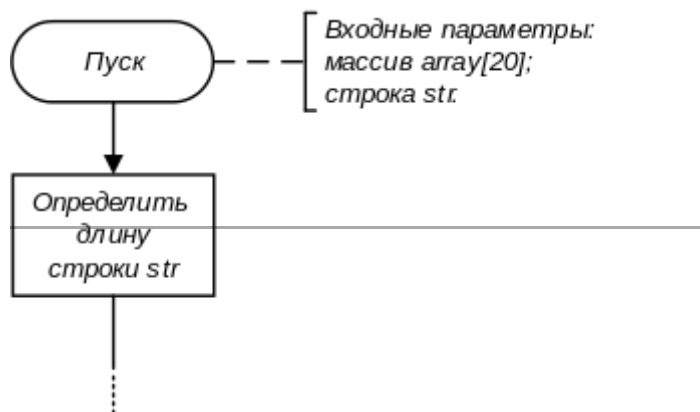 Пуск
Входные параметры:
массив array[20];
строка str.
Определить
длину
строки str